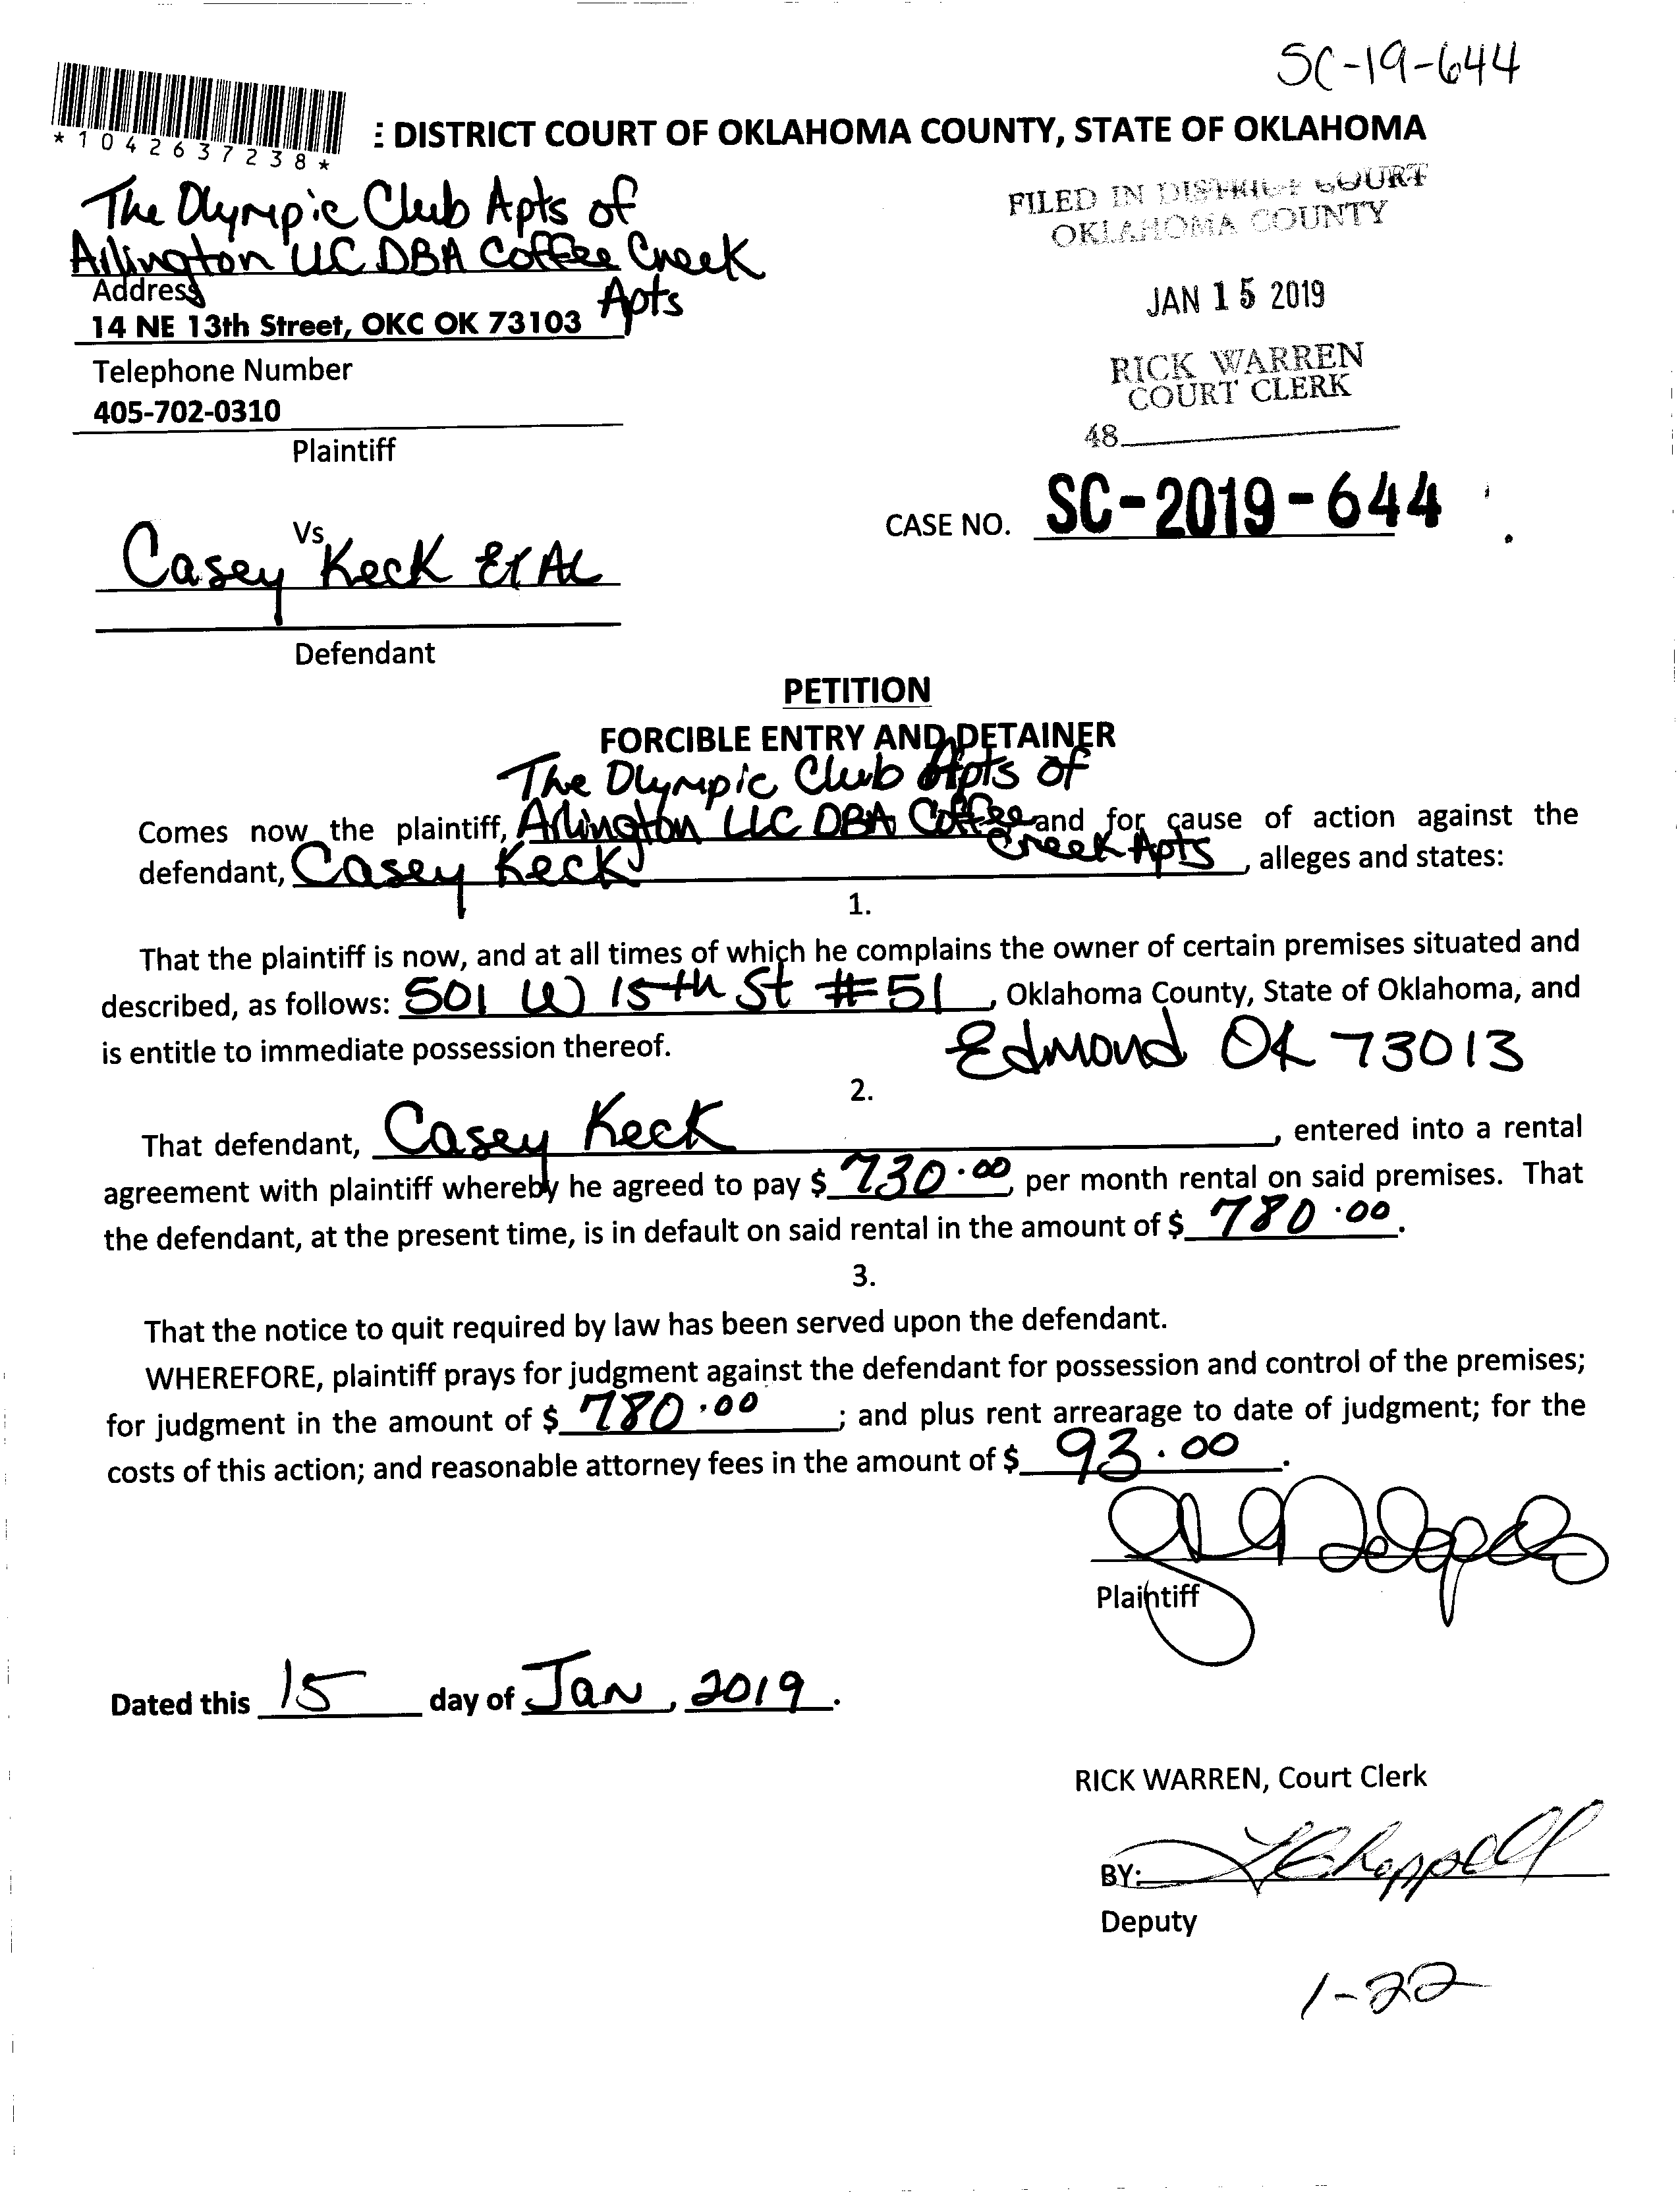 SC-19-644
*1042637238*
: DISTRICT COURT OF OKLAHOMA COUNTY, STATE OF OKLAHOMA
The Olympic Club Apts of
Arlington LLC DBA Coffee Creek
Apts
Address
14 NE 13th Street, OKC OK 73103
Telephone Number
405-702-0310
Plaintiff
FILED IN DISTRICT COURT
OKLAHOMA COUNTY
JAN 15 2019
RICK WARREN
COURT CLERK
48
CASE NO. SC-2019-644
Vs
Casey Keck Et AL
Defendant
PETITION
FORCIBLE ENTRY AND DETAINER
The Olympic Club Apts of
Comes now the plaintiff, Arlington LLC DBA Coffee and for cause of action against the
Creek Apts
defendant, Casey Keck, alleges and states:
1.
That the plaintiff is now, and at all times of which he complains the owner of certain premises situated and
described, as follows: 501 W 15th St #51, Oklahoma County, State of Oklahoma, and
is entitle to immediate possession thereof. Edmond OK 73013
2.
That defendant, Casey Keck, entered into a rental
agreement with plaintiff whereby he agreed to pay $ 730.00, per month rental on said premises. That
the defendant, at the present time, is in default on said rental in the amount of $ 780.00.
3.
That the notice to quit required by law has been served upon the defendant.
WHEREFORE, plaintiff prays for judgment against the defendant for possession and control of the premises;
for judgment in the amount of $ 780.00; and plus rent arrearage to date of judgment; for the
costs of this action; and reasonable attorney fees in the amount of $ 93.00.
Plaintiff
Dated this 15 day of Jan, 2019.
RICK WARREN, Court Clerk
BY:
Deputy
1-22